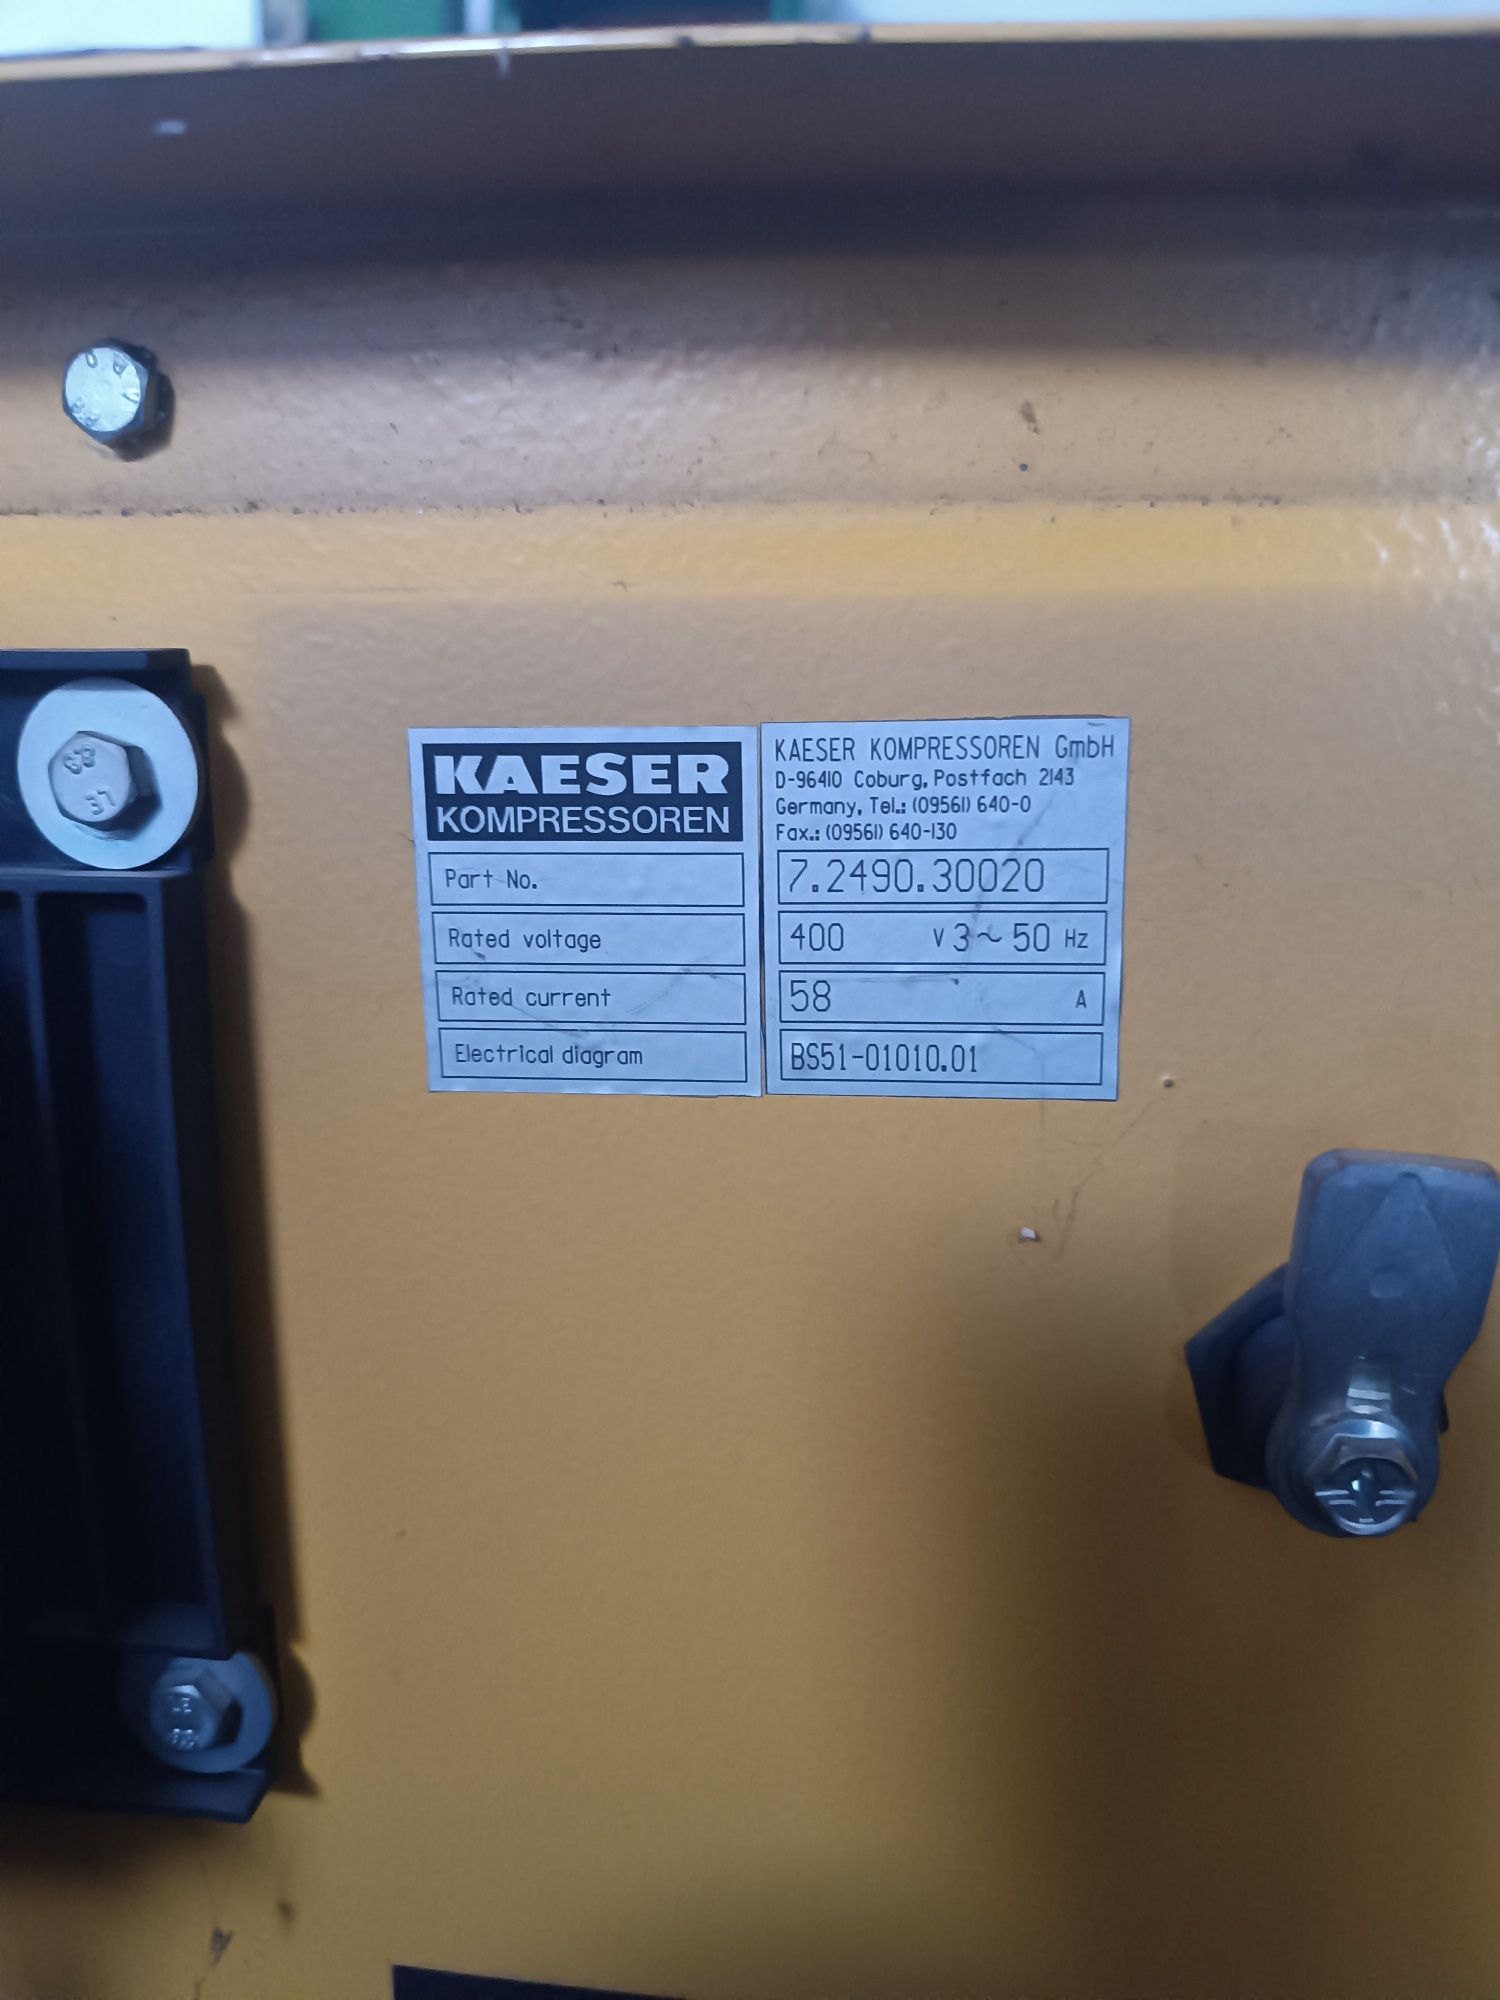 KAESER
KOMPRESSOREN
KAESER KOMPRESSOREN GmbH
D-96410 Coburg, Postfach 2143
Germany, Tel.: (09561) 640-0
Fax.: (09561) 640-130
Part No. 7.2490.30020
Rated voltage 400 V 3~ 50 Hz
Rated current 58 A
Electrical diagram BS51-01010.01